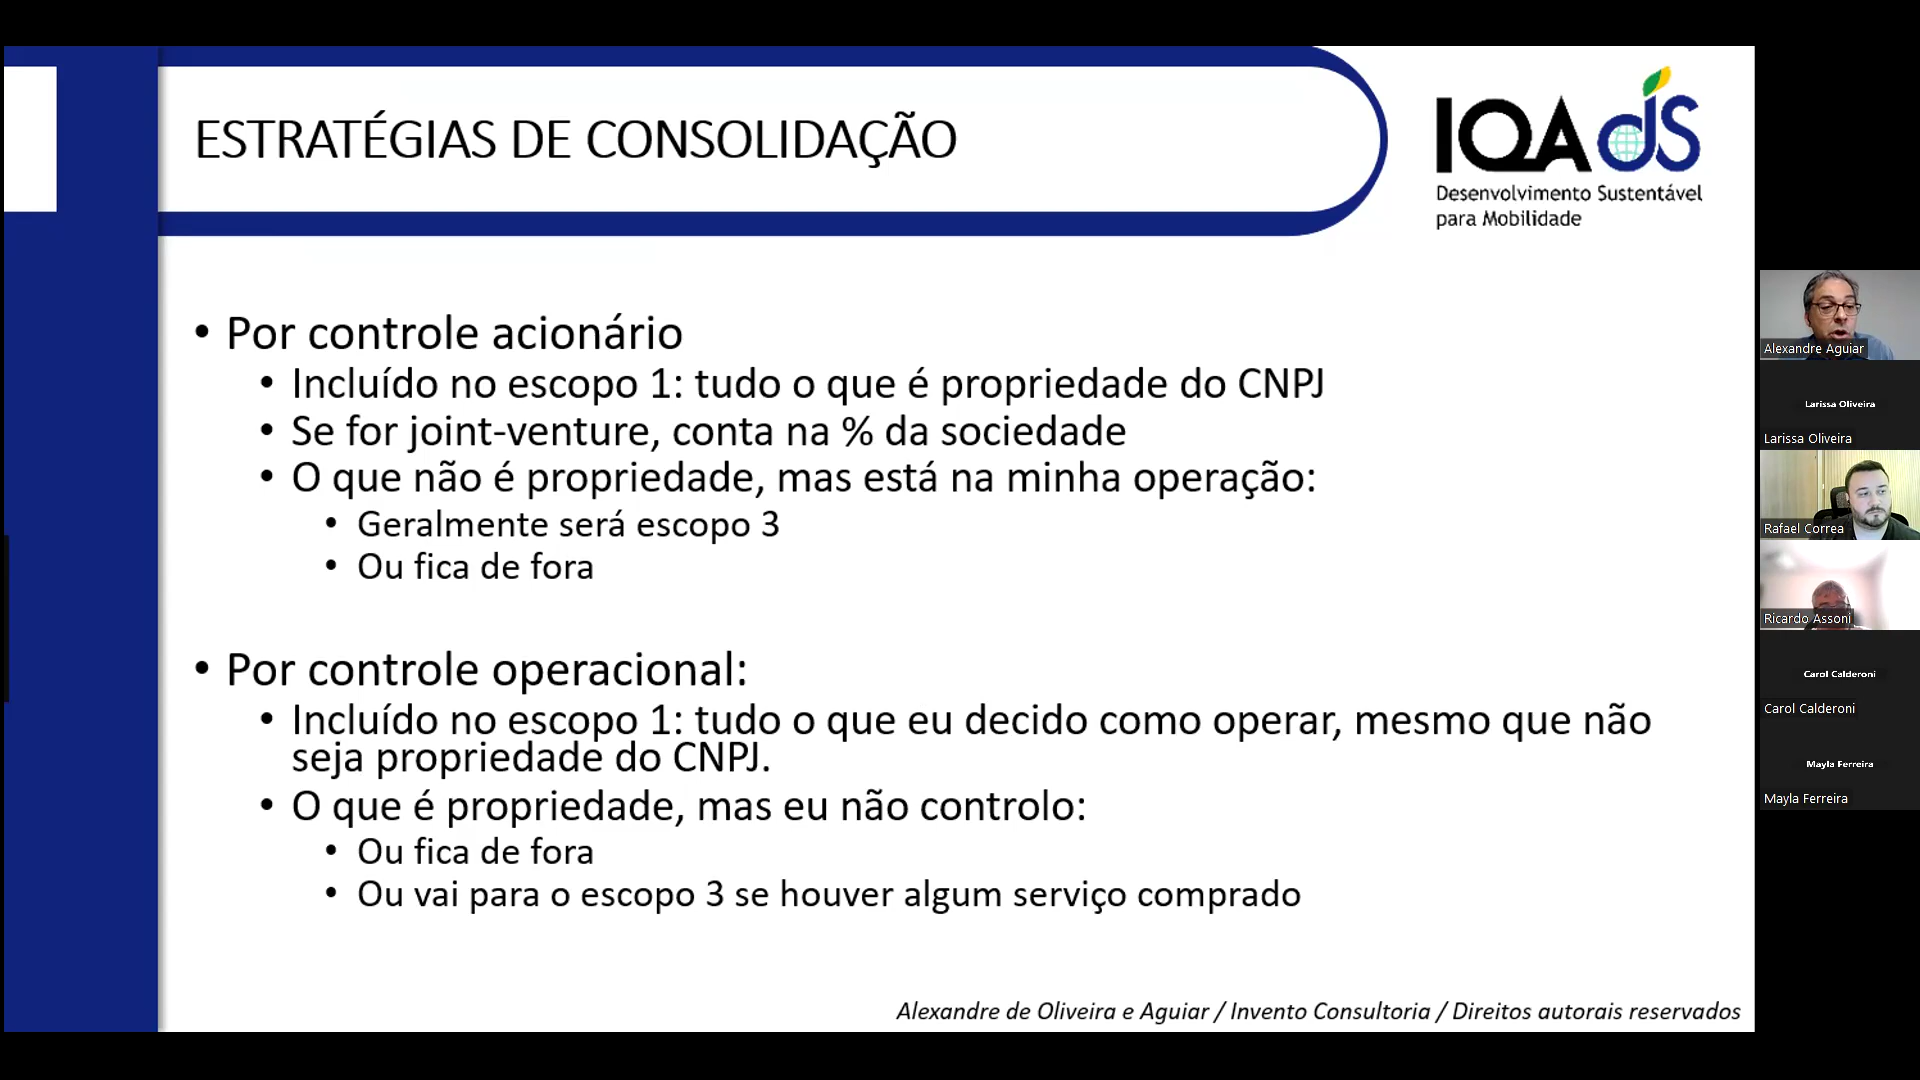 ESTRATÉGIAS DE CONSOLIDAÇÃO
IQA dS
Desenvolvimento Sustentável
para Mobilidade
• Por controle acionário
• Incluído no escopo 1: tudo o que é propriedade do CNPJ
• Se for joint-venture, conta na % da sociedade
• O que não é propriedade, mas está na minha operação:
• Geralmente será escopo 3
• Ou fica de fora
• Por controle operacional:
• Incluído no escopo 1: tudo o que eu decido como operar, mesmo que não
seja propriedade do CNPJ.
• O que é propriedade, mas eu não controlo:
• Ou fica de fora
• Ou vai para o escopo 3 se houver algum serviço comprado
Alexandre de Oliveira e Aguiar / Invento Consultoria / Direitos autorais reservados
Alexandre Aguiar
Larissa Oliveira
Larissa Oliveira
Rafael Correa
Ricardo Assoni
Carol Calderoni
Carol Calderoni
Mayla Ferreira
Mayla Ferreira